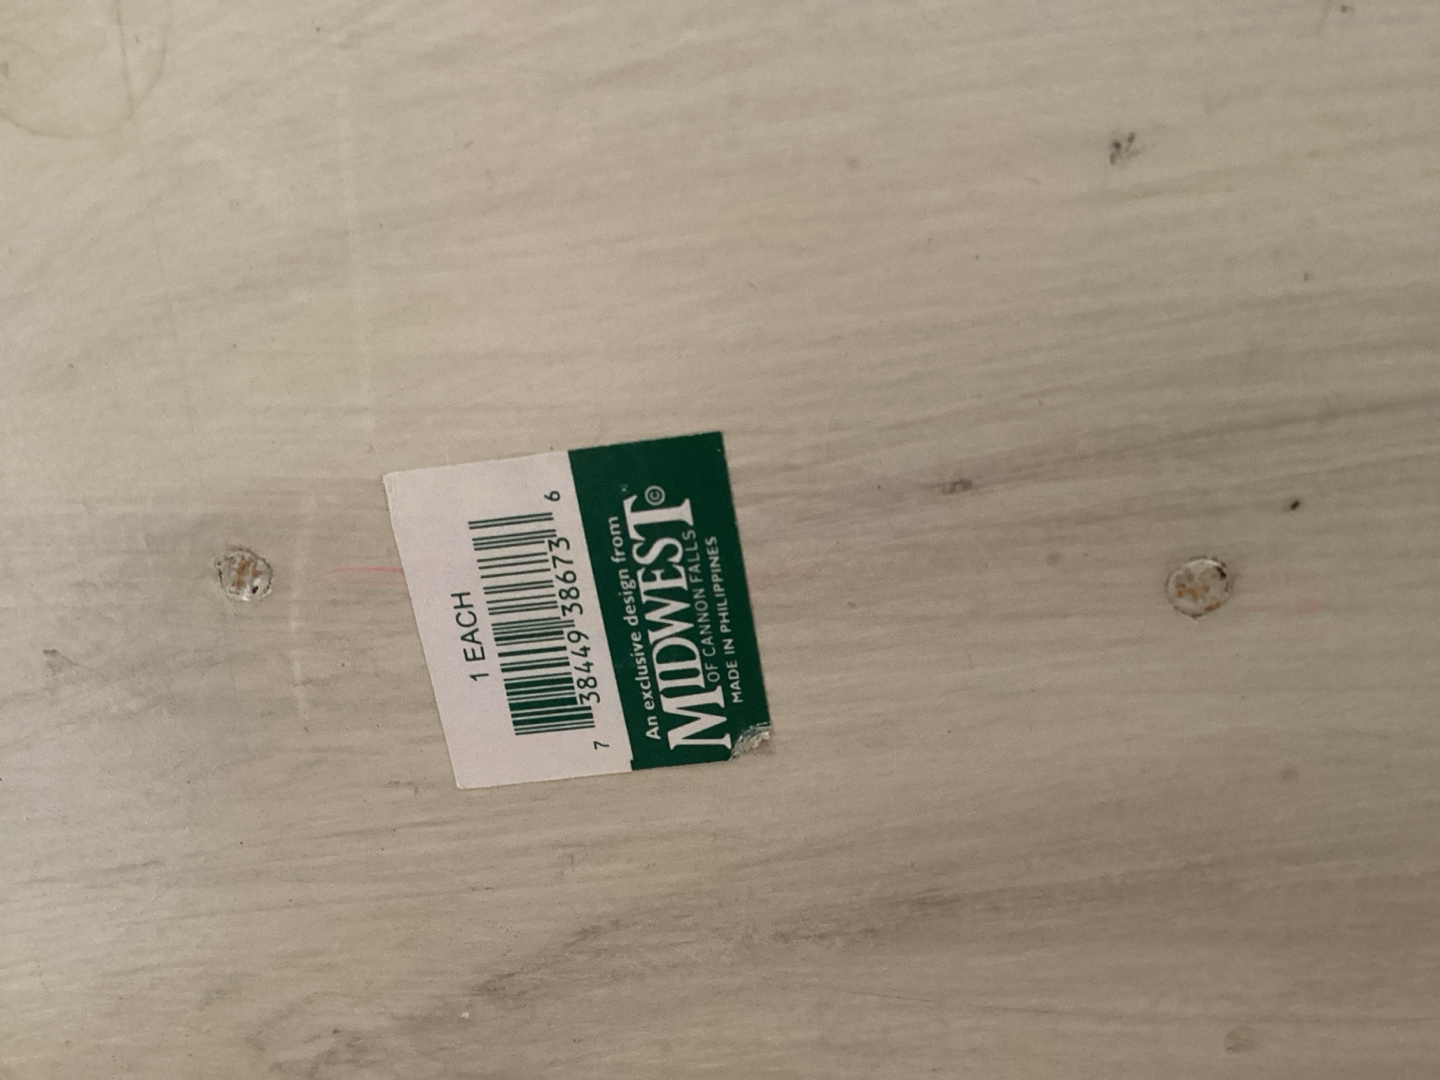 1 EACH
7 38449 38673 6
An exclusive design from
MIDWEST©
OF CANNON FALLS
MADE IN PHILIPPINES